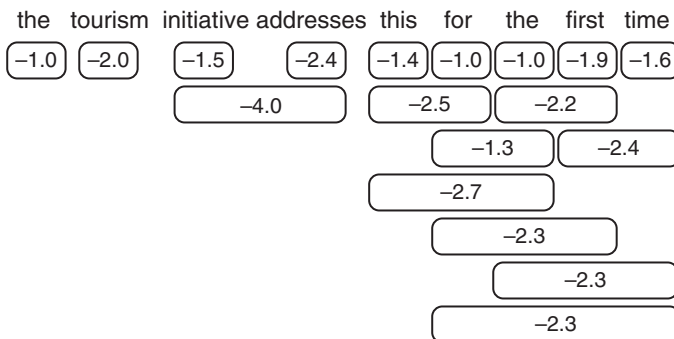 the tourism initiative addresses this for the first time
–1.0 –2.0 –1.5 –2.4 –1.4 –1.0 –1.0 –1.9 –1.6
–4.0 –2.5 –2.2
–1.3 –2.4
–2.7
–2.3
–2.3
–2.3